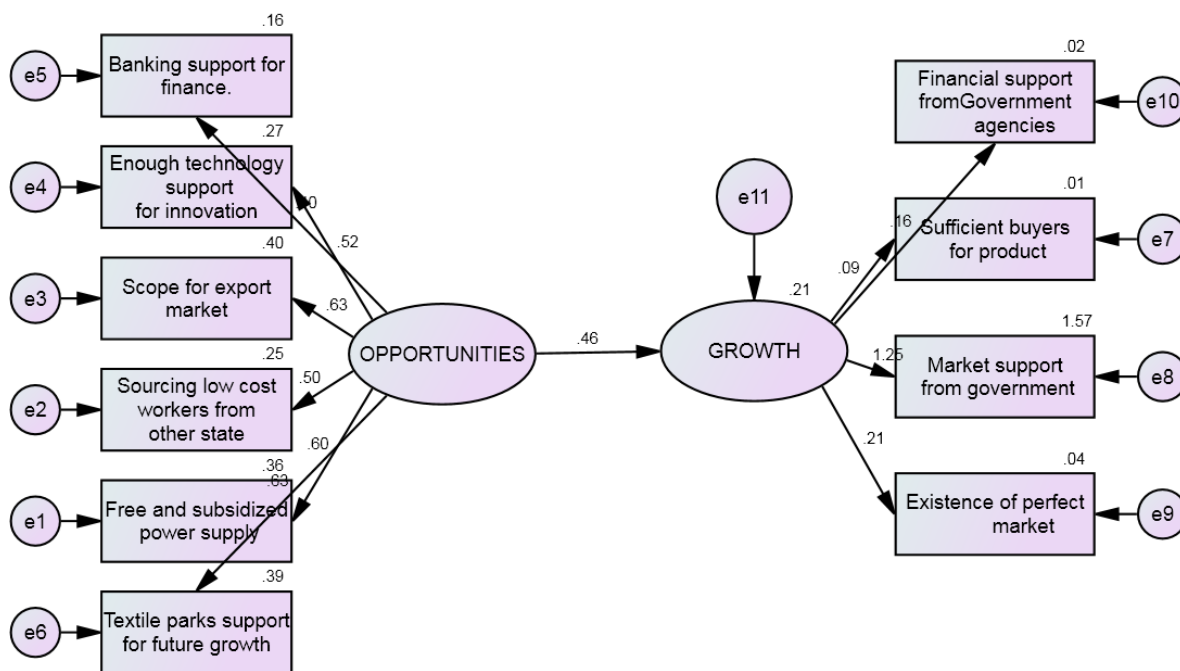 .16
Banking support for
finance.
e5
.27
Enough technology
support
for innovation
e4
.52
.40
Scope for export
market
e3
.63
.25
Sourcing low cost
workers from
other state
e2
.50
.36
.60
.63
Free and subsidized
power supply
e1
.39
Textile parks support
for future growth
e6
OPPORTUNITIES
.46
e11
.21
GROWTH
.02
Financial support
fromGovernment
agencies
e10
.16
.01
Sufficient buyers
for product
e7
.09
1.57
1.25
Market support
from government
e8
.21
.04
Existence of perfect
market
e9